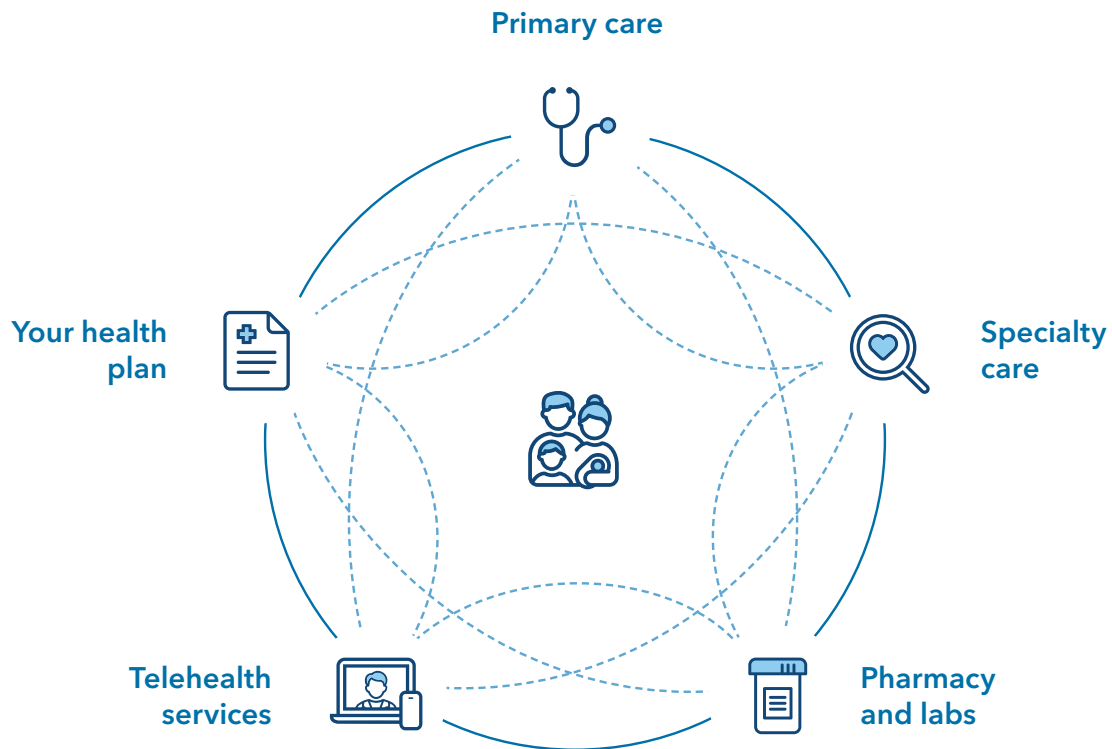 Primary care
Your health
plan
Specialty
care
Telehealth
services
Pharmacy
and labs